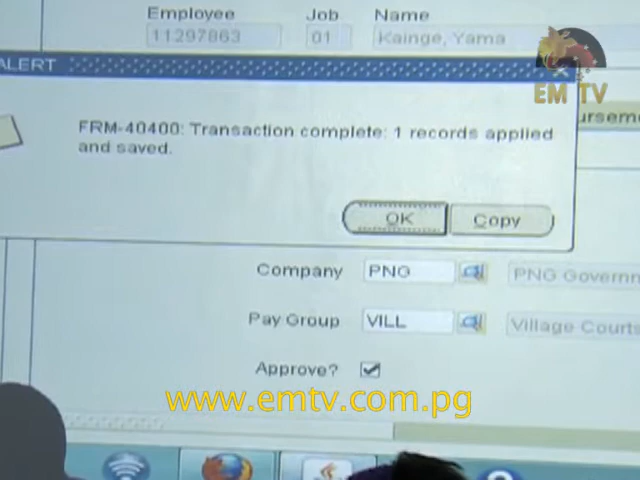 Employee Job Name
11297863 01 Kainge, Yama
ALERT
EM TV
FRM-40400: Transaction complete: 1 records applied
and saved.
OK Copy
Company PNG PNG Governm
Pay Group VILL Village Courts
Approve?
www.emtv.com.pg